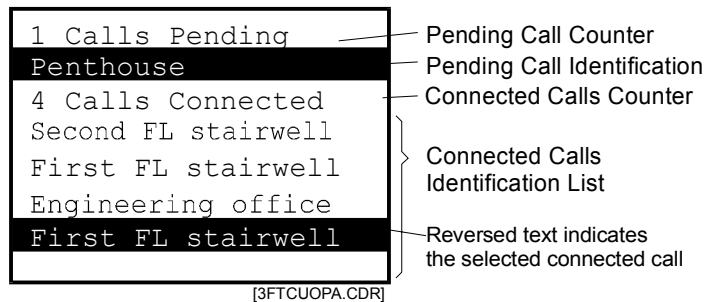 1 Calls Pending
Pending Call Counter
Penthouse
Pending Call Identification
4 Calls Connected
Connected Calls Counter
Second FL stairwell
First FL stairwell
Engineering office
First FL stairwell
Connected Calls
Identification List
Reversed text indicates
the selected connected call
[3FTCUOPA.CDR]